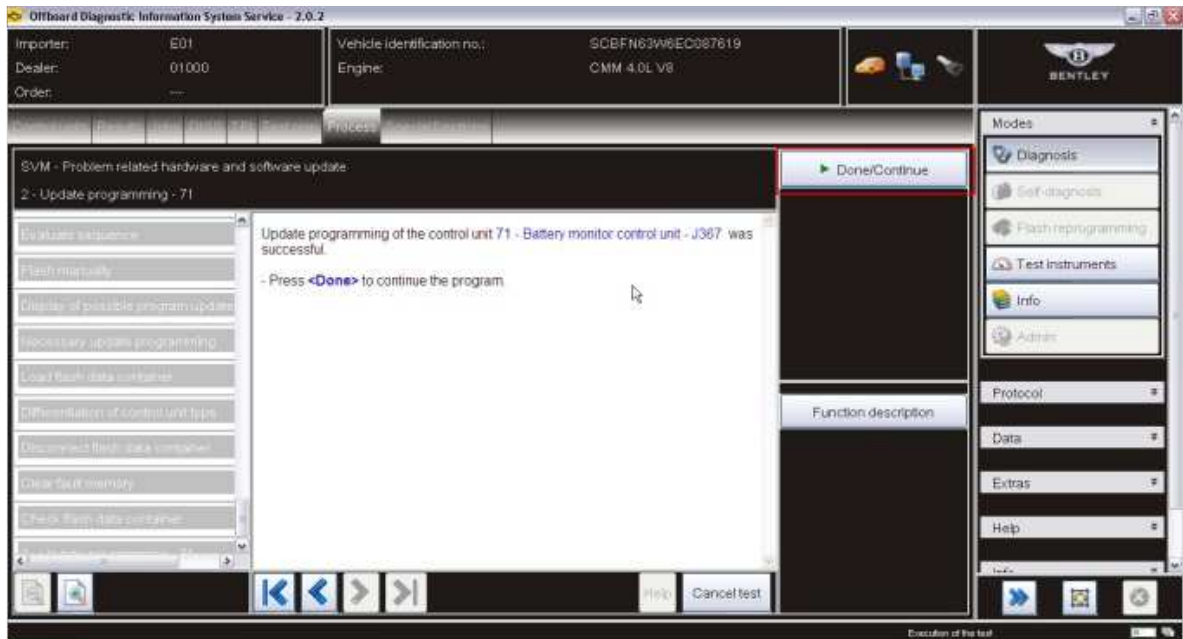 Offboard Diagnostic Information System Service - 2.0.2
Importer: E01
Dealer: 01000
Order: ---
Vehicle identification no.: SCBFN63W6EC087619
Engine: CMM 4.0L V8
BENTLEY
Process
SVM - Problem related hardware and software update
2 - Update programming - 71
Done/Continue
Evaluate sequence
Flash manually
Display of possible program update
Necessary update programming
Load flash data container
Differentiation of control unit type
Disconnect flash data container
Clear fault memory
Check flash data container
Update programming of the control unit 71 - Battery monitor control unit - J367 was
successful.
- Press <Done> to continue the program.
Function description
Help
Cancel test
Modes
Diagnosis
Self-diagnosis
Flash reprogramming
Test instruments
Info
Admin
Protocol
Data
Extras
Help
Info
Execution of the test